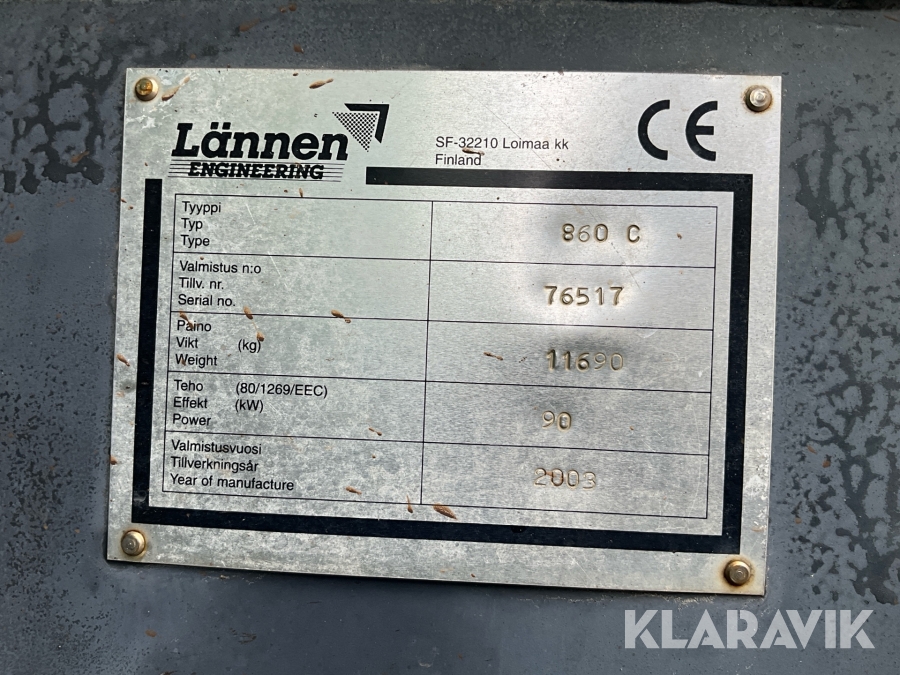 Lännen
ENGINEERING
SF-32210 Loimaa kk
Finland
CE
Tyyppi
Typ
Type
860 C
Valmistus n:o
Tillv. nr.
Serial no.
76517
Paino
Vikt (kg)
Weight
11690
Teho (80/1269/EEC)
Effekt (kW)
Power
90
Valmistusvuosi
Tillverkningsår
Year of manufacture
2003
KLARAVIK